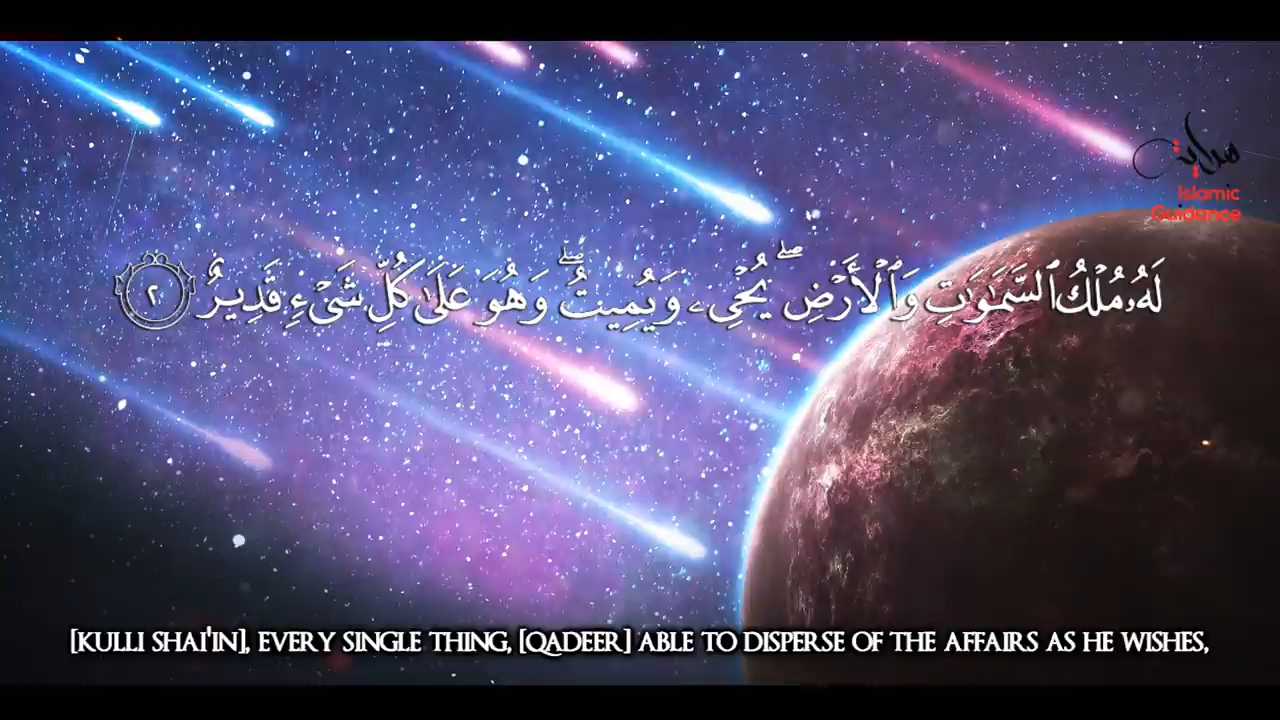 هداية
Islamic
Guidance
لَهُۥ مُلْكُ ٱلسَّمَـٰوَٰتِ وَٱلْأَرْضِ ۖ يُحْىِۦ وَيُمِيتُ ۖ وَهُوَ عَلَىٰ كُلِّ شَىْءٍ قَدِيرٌ ٢
[KULLI SHAI'IN], EVERY SINGLE THING, [QADEER] ABLE TO DISPERSE OF THE AFFAIRS AS HE WISHES,